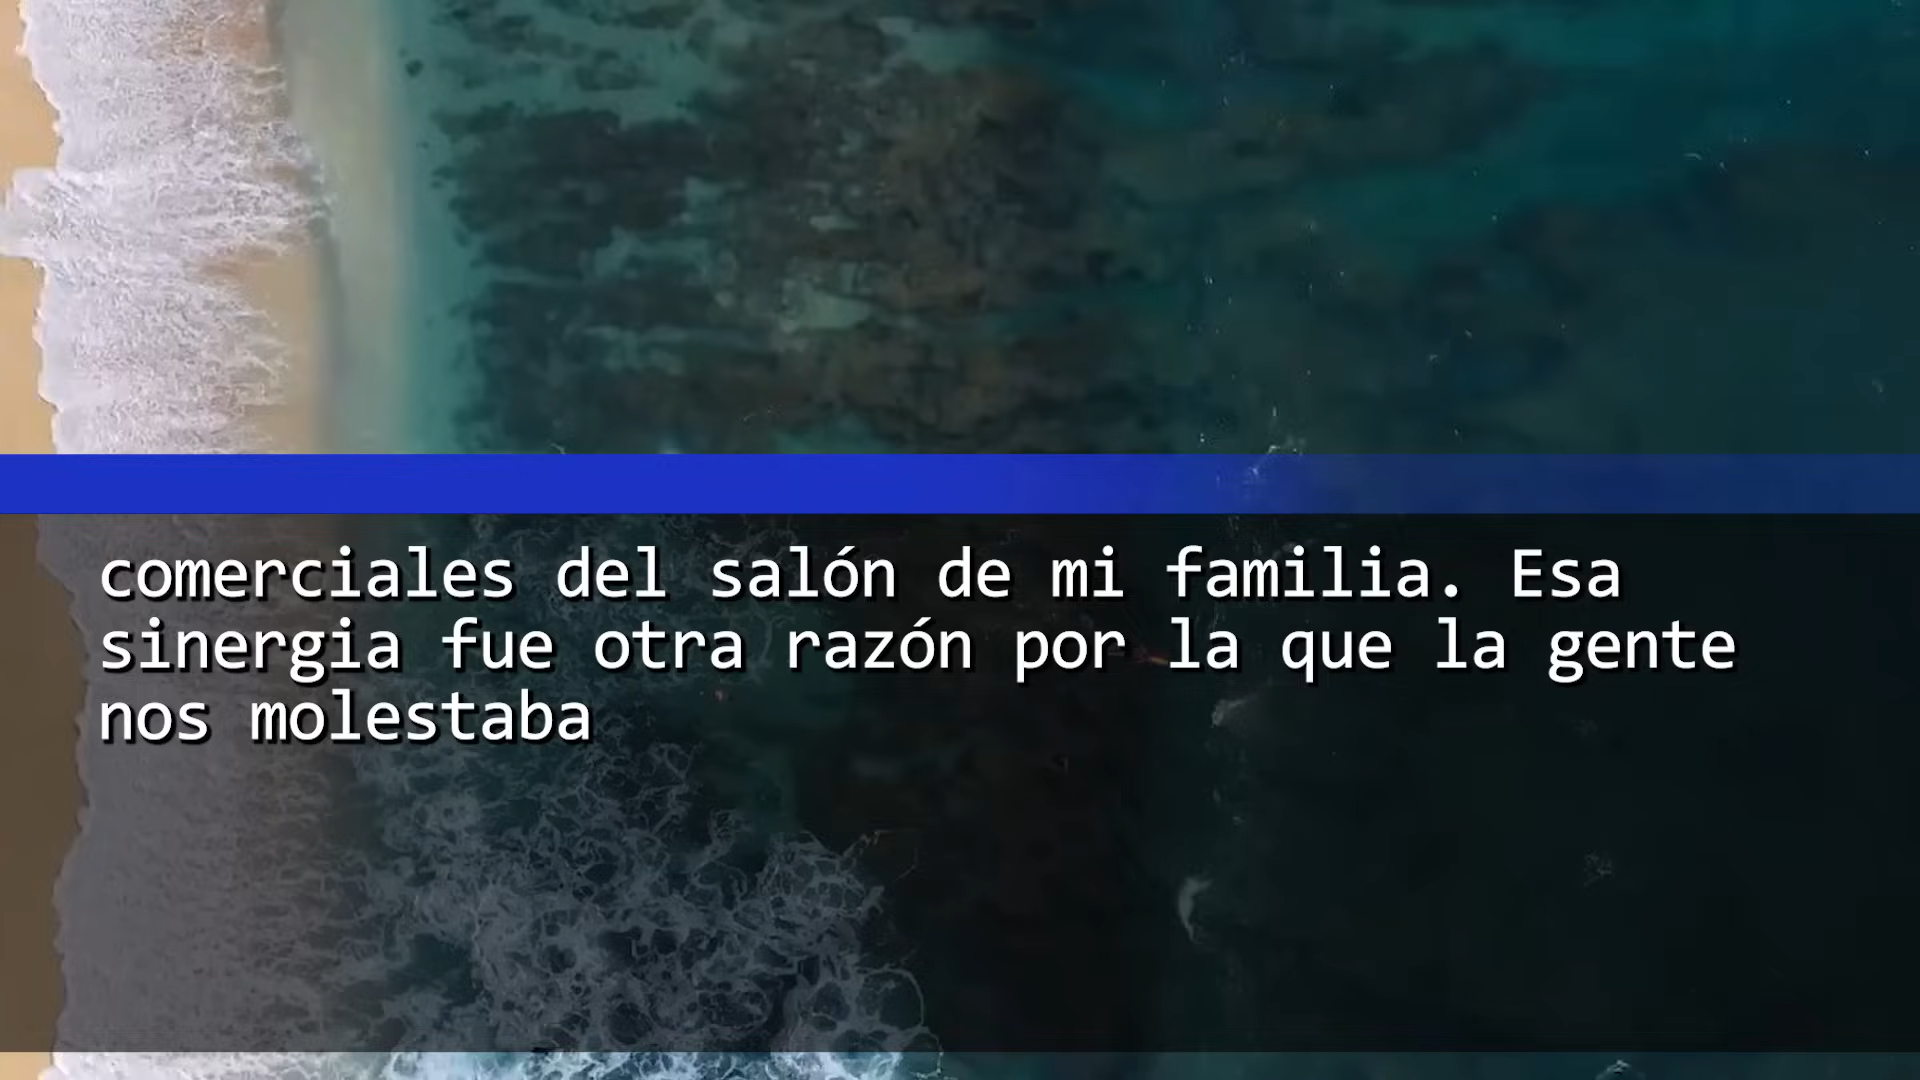 comerciales del salón de mi familia. Esa
sinergia fue otra razón por la que la gente
nos molestaba